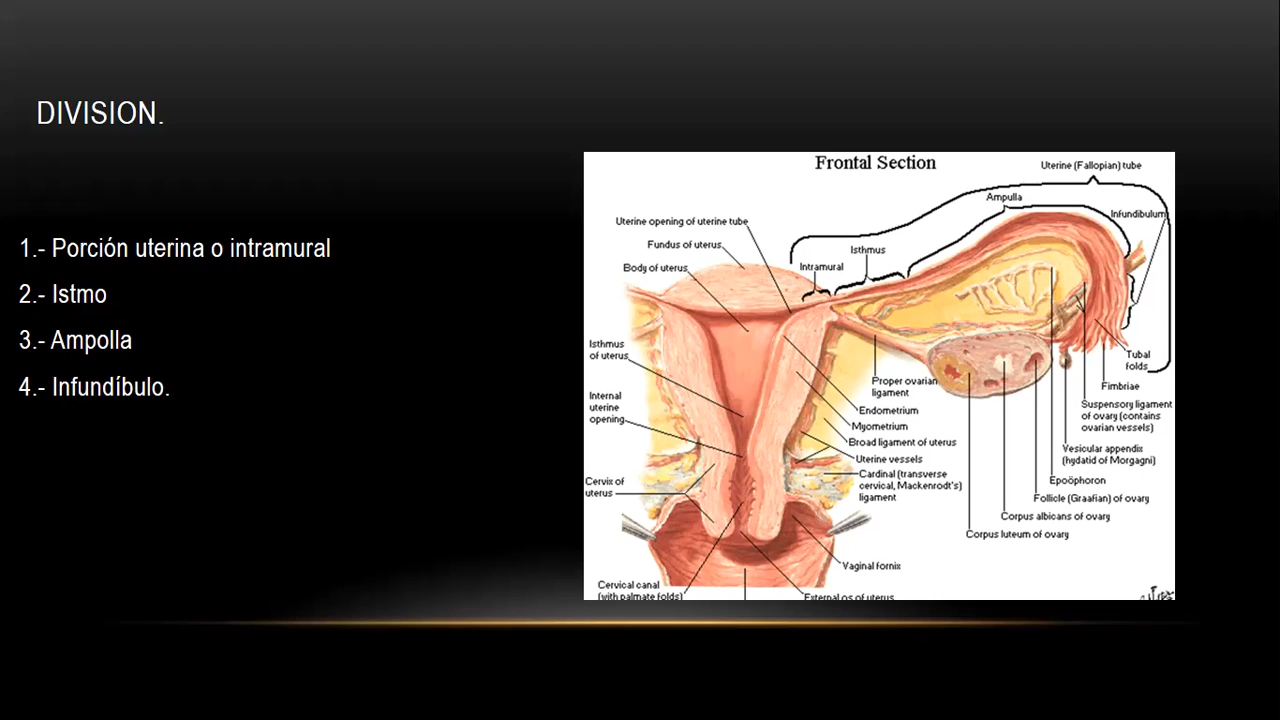 DIVISION.
1.- Porción uterina o intramural
2.- Istmo
3.- Ampolla
4.- Infundíbulo.
Frontal Section
Uterine (Fallopian) tube
Ampulla
Infundibulum
Uterine opening of uterine tube
Fundus of uterus
Isthmus
Body of uterus
Intramural
Isthmus
of uterus
Internal
uterine
opening
Cervix of
uterus
Cervical canal
(with palmate folds)
Proper ovarian
ligament
Endometrium
Myometrium
Broad ligament of uterus
Uterine vessels
Cardinal (transverse
cervical, Mackenrodt's)
ligament
Vaginal fornix
External os of uterus
Tubal
folds
Fimbriae
Suspensory ligament
of ovary (contains
ovarian vessels)
Vesicular appendix
(hydatid of Morgagni)
Epoöphoron
Follicle (Graafian) of ovary
Corpus albicans of ovary
Corpus luteum of ovary